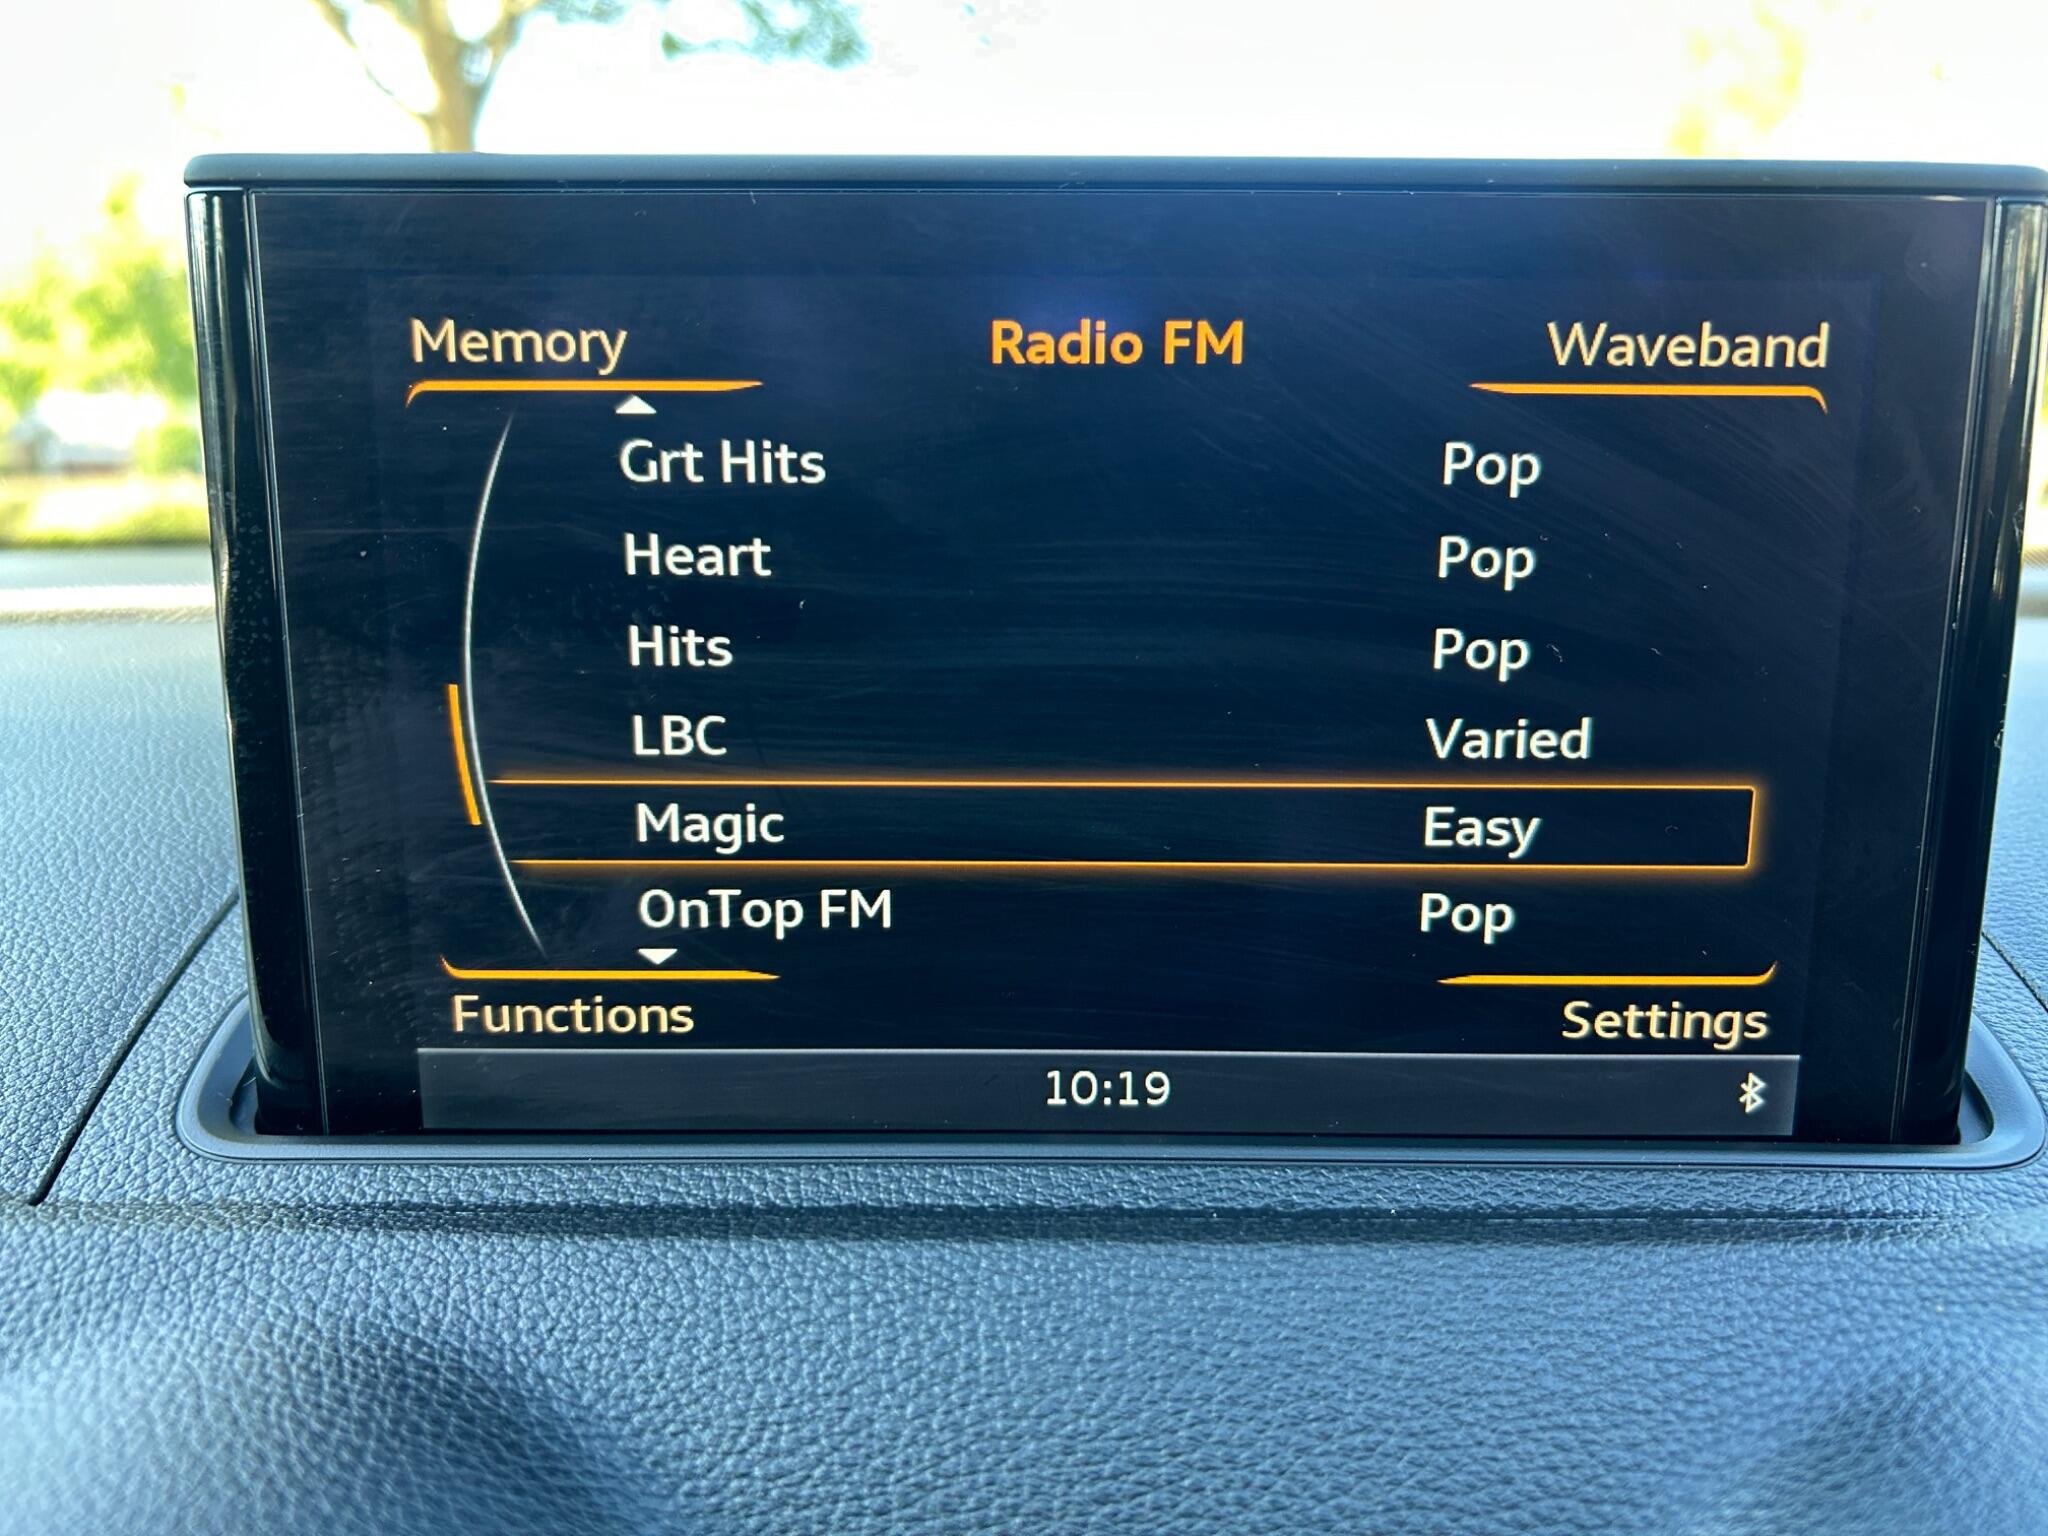 Memory Radio FM Waveband
Grt Hits Pop
Heart Pop
Hits Pop
LBC Varied
Magic Easy
OnTop FM Pop
Functions Settings
10:19